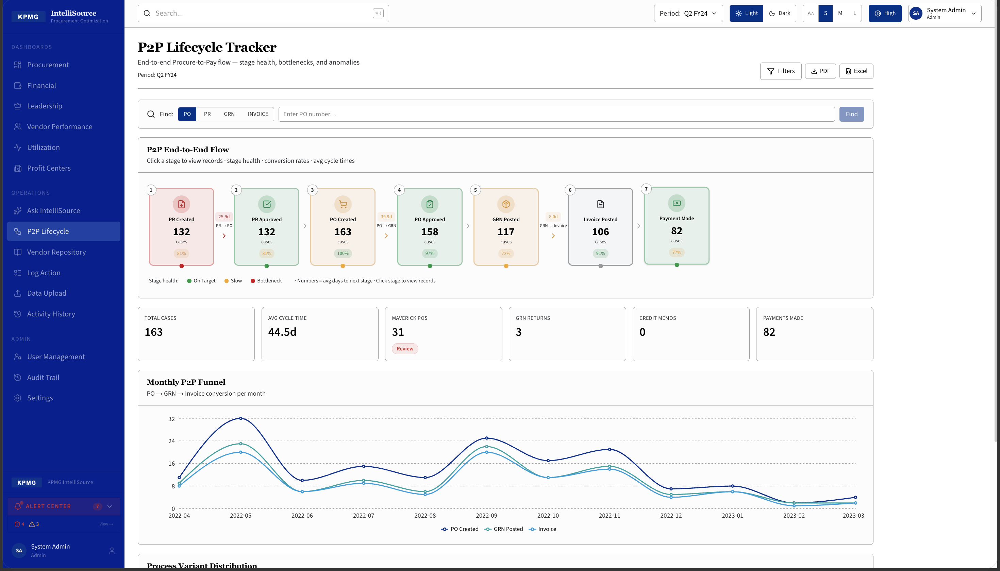 KPMG
IntelliSource
Procurement Optimization
DASHBOARDS
Procurement
Financial
Leadership
Vendor Performance
Utilization
Profit Centers
OPERATIONS
Ask IntelliSource
P2P Lifecycle
Vendor Repository
Log Action
Data Upload
Activity History
ADMIN
User Management
Audit Trail
Settings
KPMG KPMG IntelliSource
ALERT CENTER 7
4 3 View →
SA System Admin
Admin
Search... ⌘K
Period: Q2 FY24
Light Dark
AA S M L
High
SA System Admin
Admin
P2P Lifecycle Tracker
End-to-end Procure-to-Pay flow — stage health, bottlenecks, and anomalies
Period: Q2 FY24
Filters PDF Excel
Find: PO PR GRN INVOICE Enter PO number… Find
P2P End-to-End Flow
Click a stage to view records · stage health · conversion rates · avg cycle times
1
PR Created
132
cases
81%
25.9d
PR → PO
2
PR Approved
132
cases
81%
3
PO Created
163
cases
100%
39.9d
PO → GRN
4
PO Approved
158
cases
97%
5
GRN Posted
117
cases
72%
8.0d
GRN → Invoice
6
Invoice Posted
106
cases
91%
7
Payment Made
82
cases
77%
Stage health: On Target Slow Bottleneck · Numbers = avg days to next stage · Click stage to view records
TOTAL CASES
163
AVG CYCLE TIME
44.5d
MAVERICK POS
31
Review
GRN RETURNS
3
CREDIT MEMOS
0
PAYMENTS MADE
82
Monthly P2P Funnel
PO → GRN → Invoice conversion per month
32
24
16
8
0
2022-04 2022-05 2022-06 2022-07 2022-08 2022-09 2022-10 2022-11 2022-12 2023-01 2023-02 2023-03
PO Created GRN Posted Invoice
Process Variant Distribution